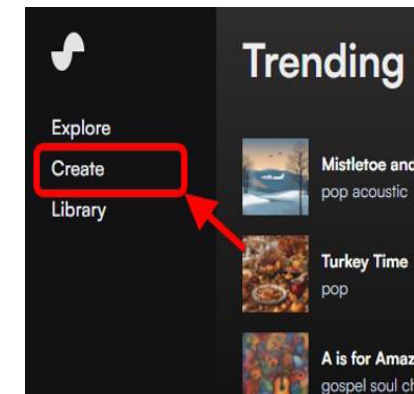 Trending
Explore
Create
Library
Mistletoe and
pop acoustic
Turkey Time
pop
A is for Amaz
gospel soul ch